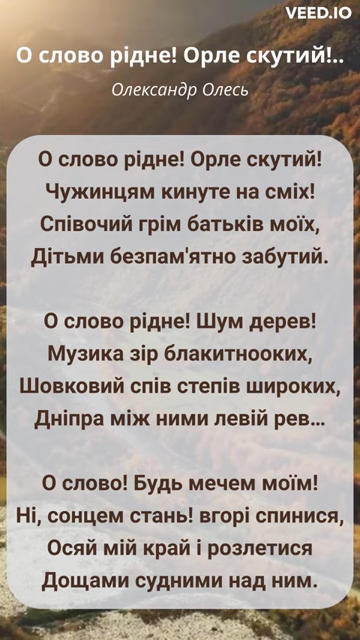 VEED.IO
О слово рідне! Орле скутий!..
Олександр Олесь
О слово рідне! Орле скутий!
Чужинцям кинуте на сміх!
Співочий грім батьків моїх,
Дітьми безпам'ятно забутий.
О слово рідне! Шум дерев!
Музика зір блакитнооких,
Шовковий спів степів широких,
Дніпра між ними левій рев...
О слово! Будь мечем моїм!
Ні, сонцем стань! вгорі спинися,
Осяй мій край і розлетися
Дощами судними над ним.